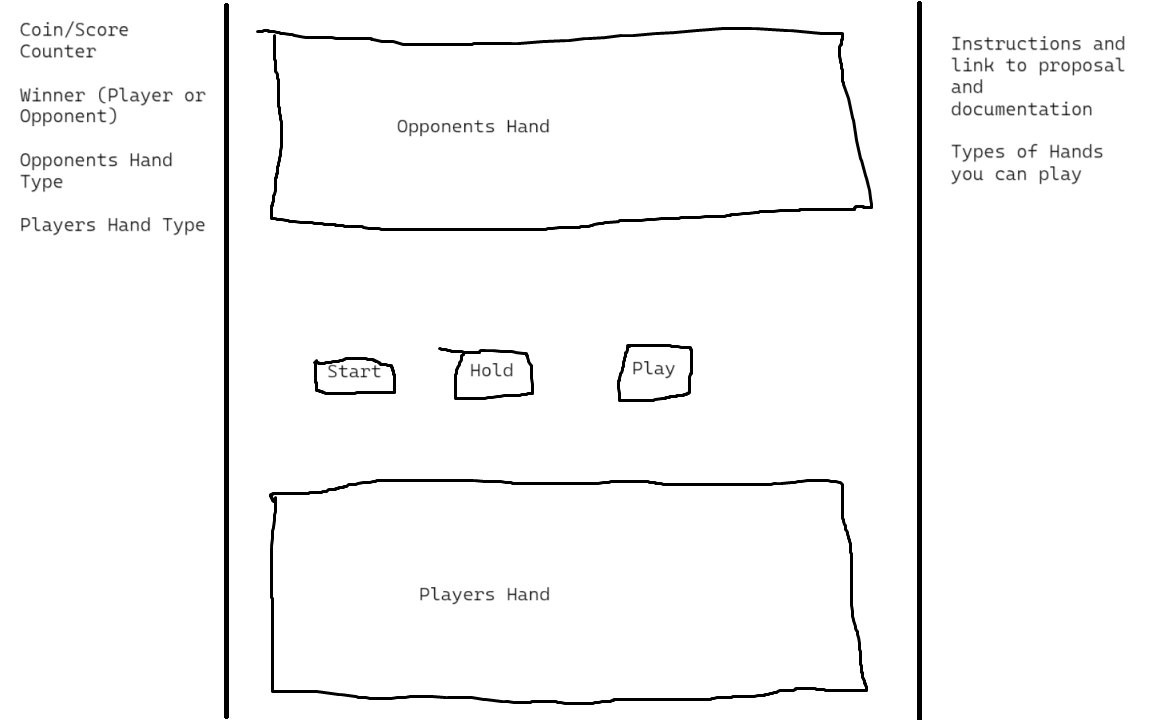 Coin/Score
Counter
Winner (Player or
Opponent)
Opponents Hand
Type
Players Hand Type
Opponents Hand
Start
Hold
Play
Players Hand
Instructions and
link to proposal
and
documentation
Types of Hands
you can play